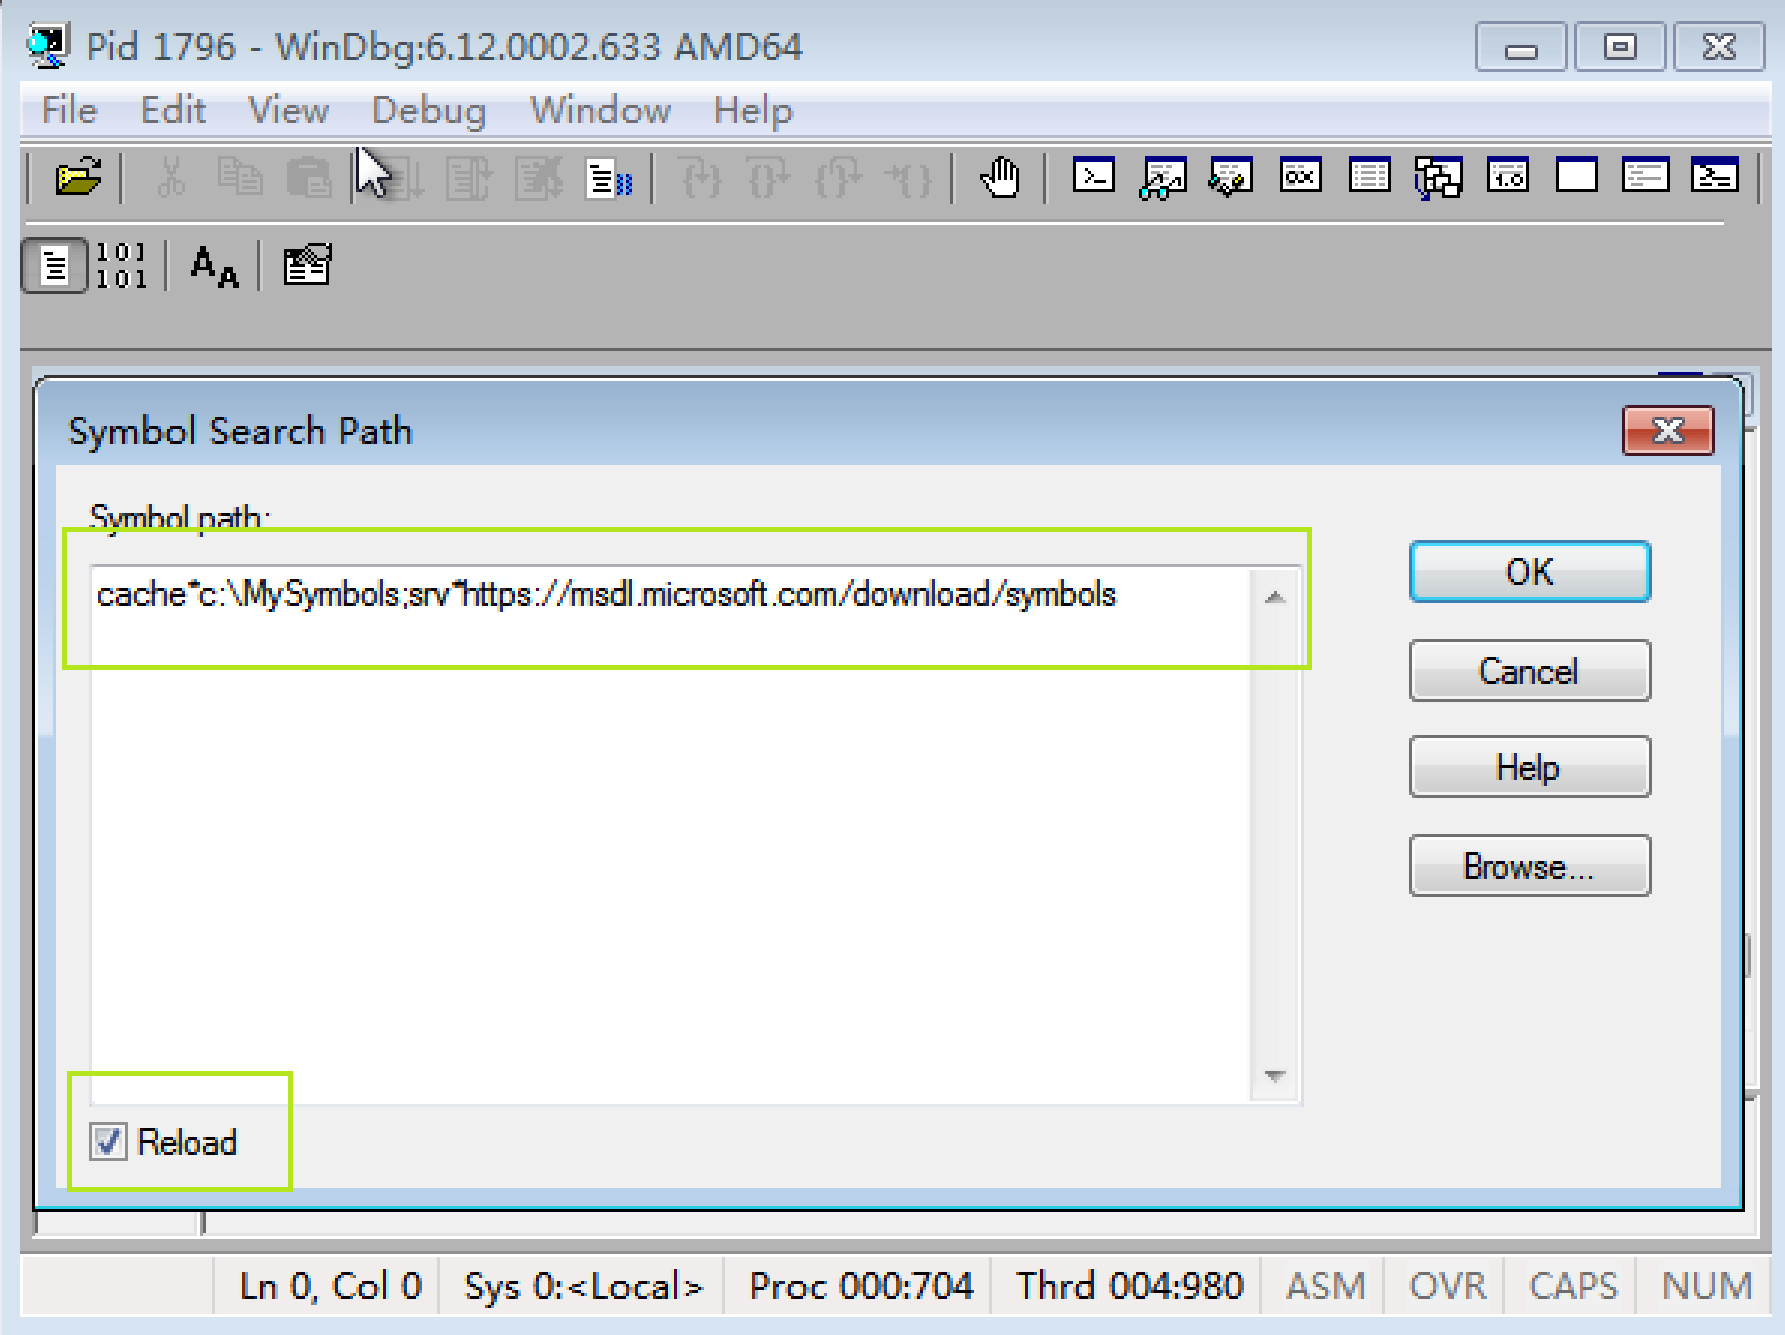 Pid 1796 - WinDbg:6.12.0002.633 AMD64
File Edit View Debug Window Help
101
101
AA
Symbol Search Path
Symbol path:
cache*c:\MySymbols;srv*https://msdl.microsoft.com/download/symbols
OK
Cancel
Help
Browse...
Reload
Ln 0, Col 0 Sys 0:<Local> Proc 000:704 Thrd 004:980 ASM OVR CAPS NUM